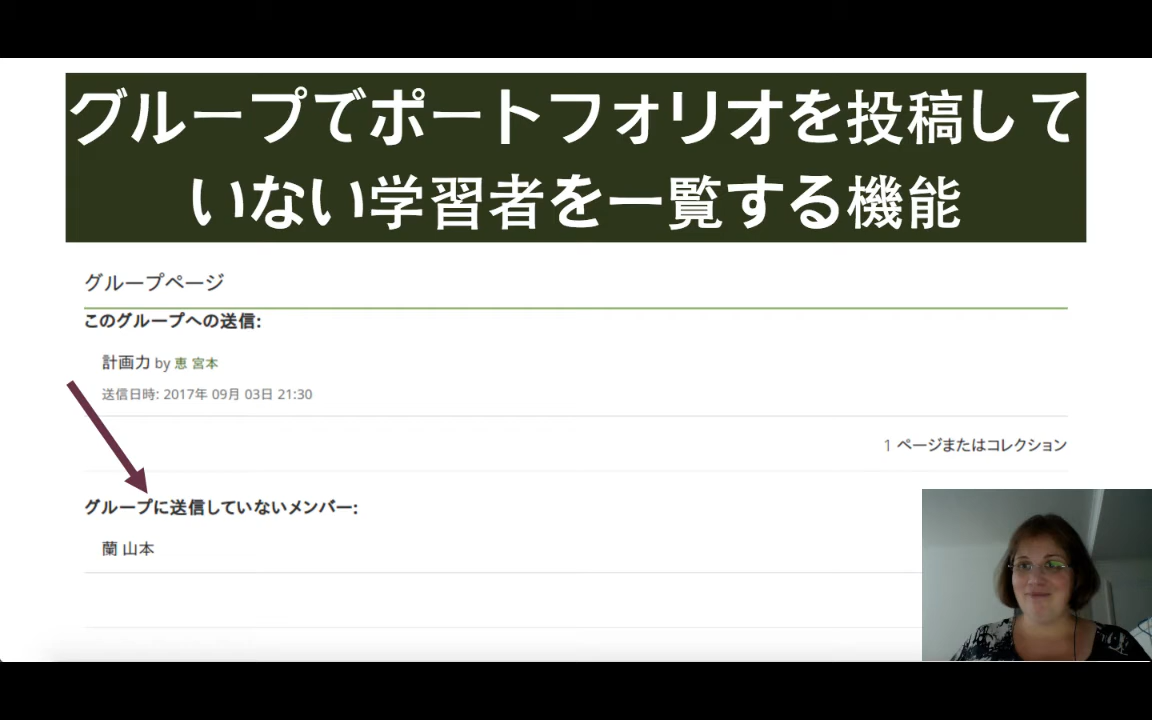 グループでポートフォリオを投稿して
いない学習者を一覧する機能
グループページ
このグループへの送信:
計画力 by 恵 宮本
送信日時: 2017年 09月 03日 21:30
1 ページまたはコレクション
グループに送信していないメンバー:
蘭 山本